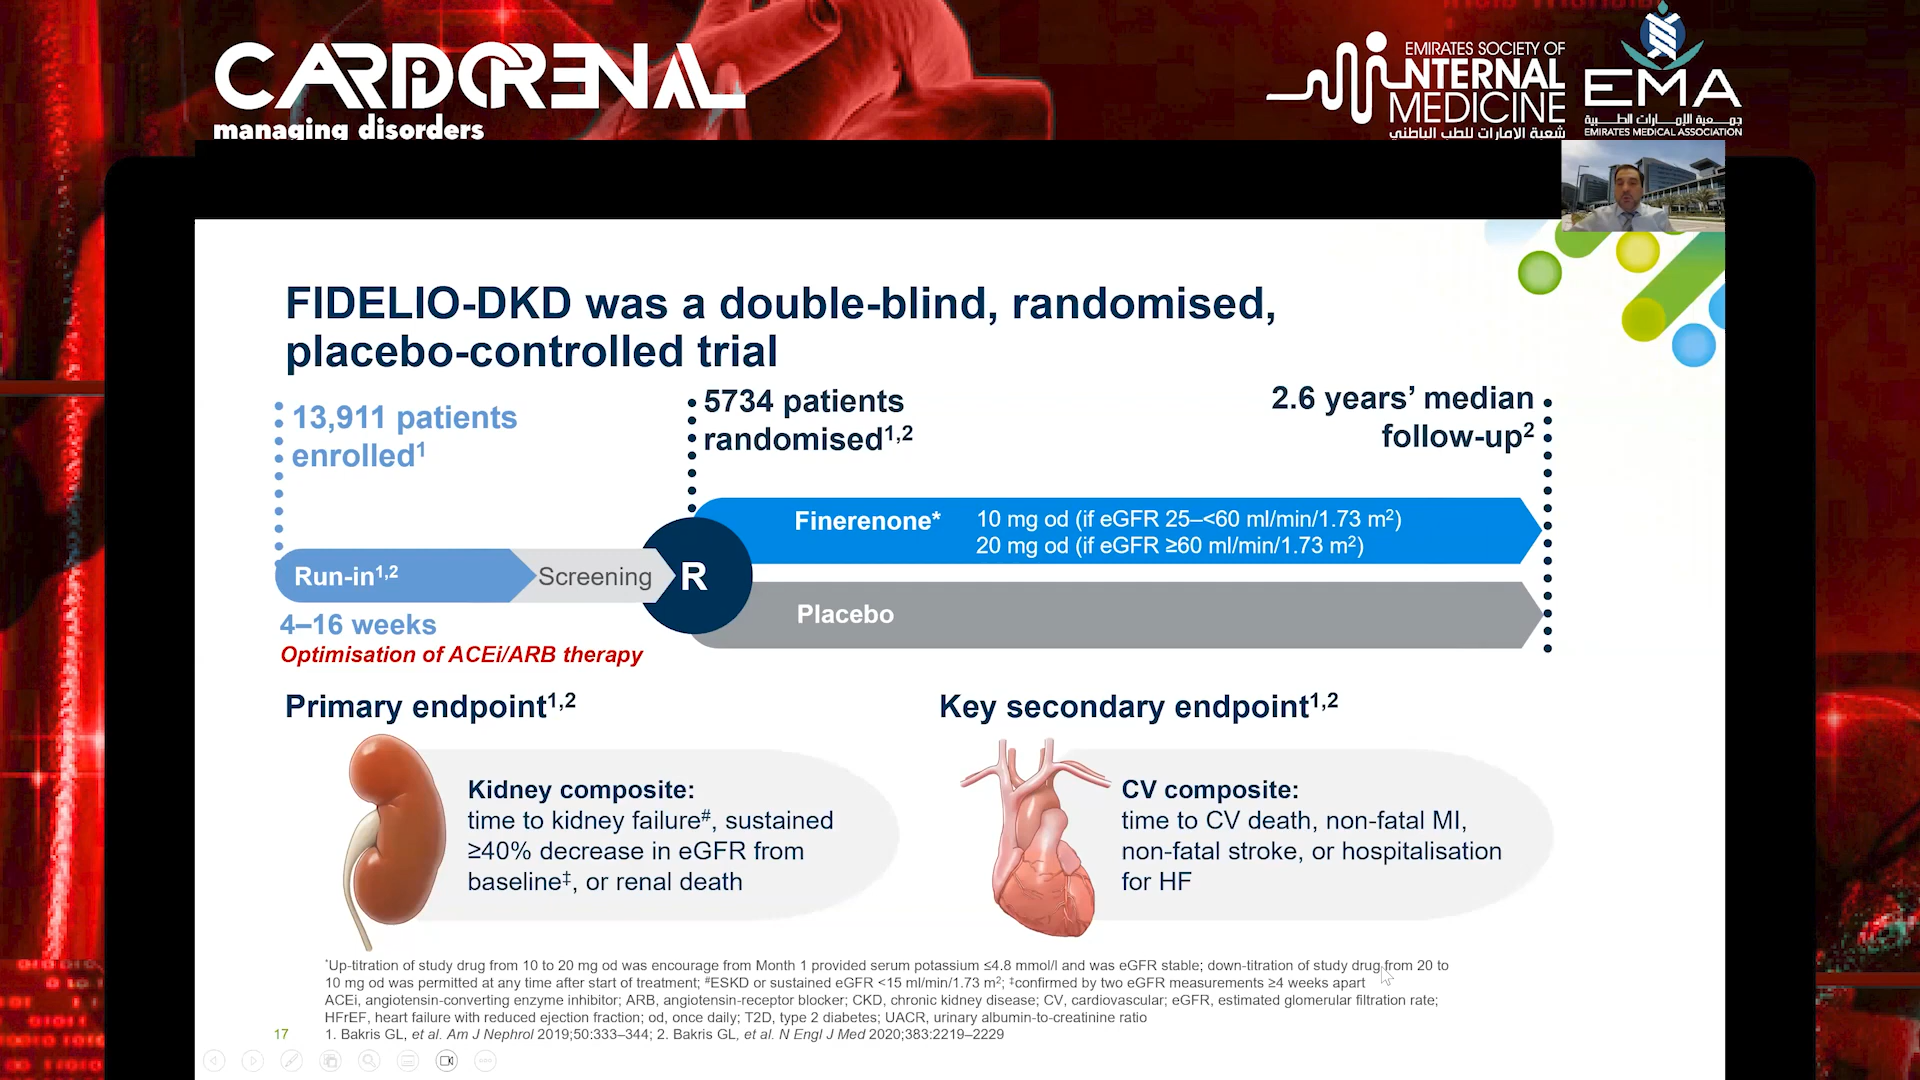 CARDIORENAL
managing disorders
EMIRATES SOCIETY OF
INTERNAL
MEDICINE
شعبة الإمارات للطب الباطني
EMA
جمعية الإمارات الطبية
EMIRATES MEDICAL ASSOCIATION
FIDELIO-DKD was a double-blind, randomised,
placebo-controlled trial
13,911 patients
enrolled¹
5734 patients
randomised¹,²
2.6 years’ median
follow-up²
Finerenone*
10 mg od (if eGFR 25–<60 ml/min/1.73 m²)
20 mg od (if eGFR ≥60 ml/min/1.73 m²)
Run-in¹,²
Screening
R
Placebo
4–16 weeks
Optimisation of ACEi/ARB therapy
Primary endpoint¹,²
Kidney composite:
time to kidney failure#, sustained
≥40% decrease in eGFR from
baseline‡, or renal death
Key secondary endpoint¹,²
CV composite:
time to CV death, non-fatal MI,
non-fatal stroke, or hospitalisation
for HF
*Up-titration of study drug from 10 to 20 mg od was encourage from Month 1 provided serum potassium ≤4.8 mmol/l and was eGFR stable; down-titration of study drug from 20 to
10 mg od was permitted at any time after start of treatment; #ESKD or sustained eGFR <15 ml/min/1.73 m²; ‡confirmed by two eGFR measurements ≥4 weeks apart
ACEi, angiotensin-converting enzyme inhibitor; ARB, angiotensin-receptor blocker; CKD, chronic kidney disease; CV, cardiovascular; eGFR, estimated glomerular filtration rate;
HFrEF, heart failure with reduced ejection fraction; od, once daily; T2D, type 2 diabetes; UACR, urinary albumin-to-creatinine ratio
17
1. Bakris GL, et al. Am J Nephrol 2019;50:333–344; 2. Bakris GL, et al. N Engl J Med 2020;383:2219–2229